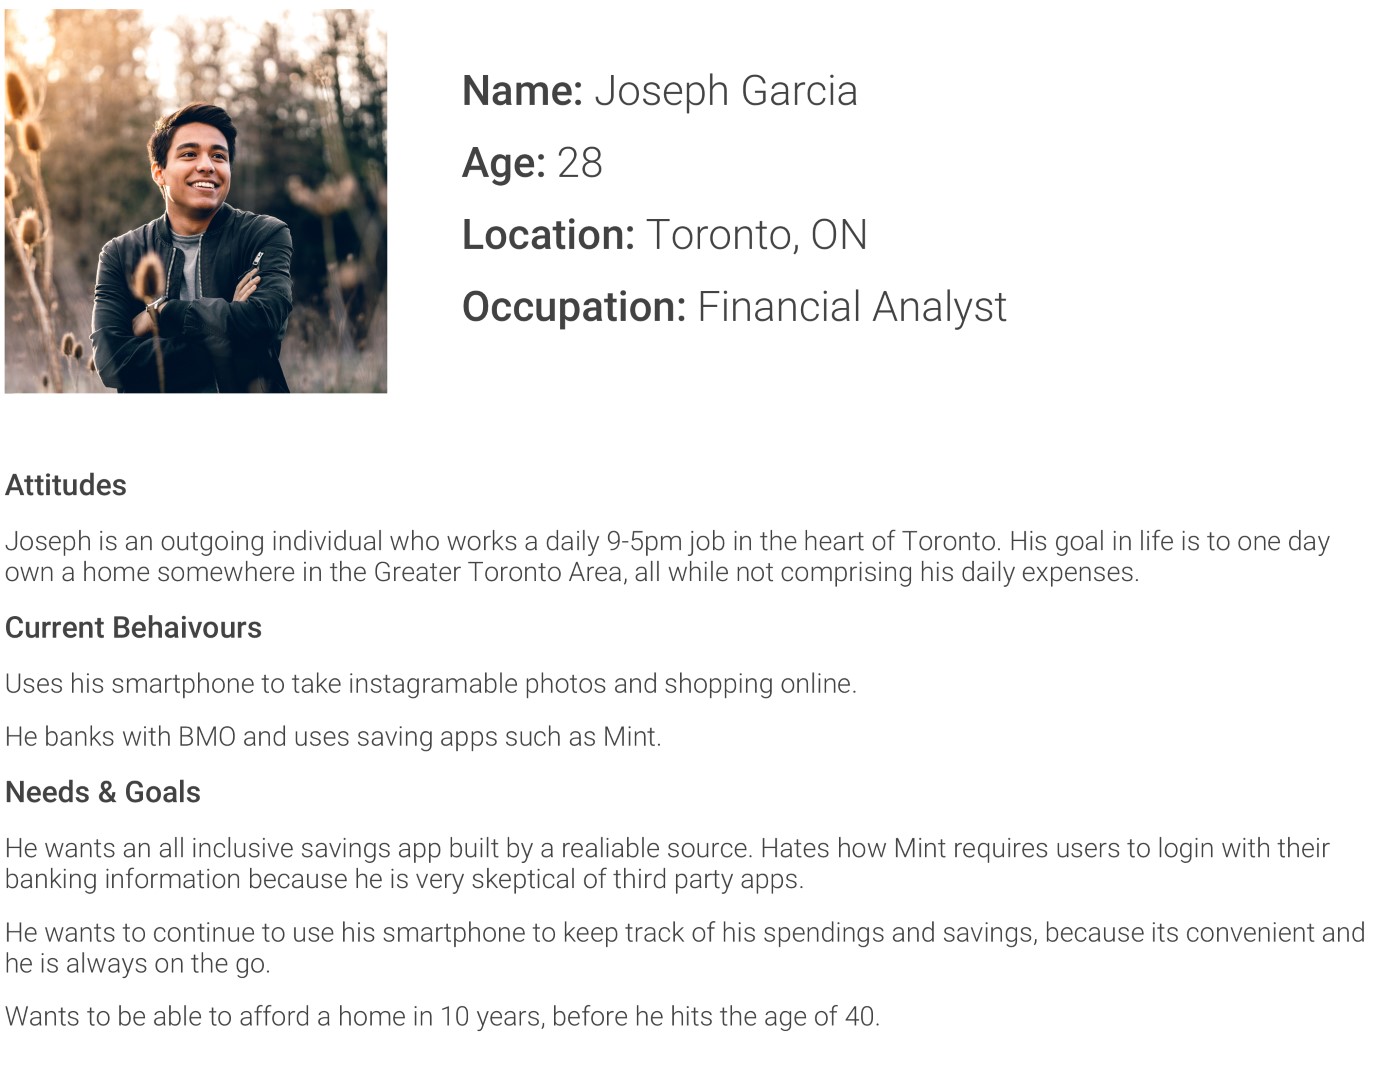 Name: Joseph Garcia
Age: 28
Location: Toronto, ON
Occupation: Financial Analyst
Attitudes
Joseph is an outgoing individual who works a daily 9-5pm job in the heart of Toronto. His goal in life is to one day
own a home somewhere in the Greater Toronto Area, all while not comprising his daily expenses.
Current Behaivours
Uses his smartphone to take instagramable photos and shopping online.
He banks with BMO and uses saving apps such as Mint.
Needs & Goals
He wants an all inclusive savings app built by a realiable source. Hates how Mint requires users to login with their
banking information because he is very skeptical of third party apps.
He wants to continue to use his smartphone to keep track of his spendings and savings, because its convenient and
he is always on the go.
Wants to be able to afford a home in 10 years, before he hits the age of 40.